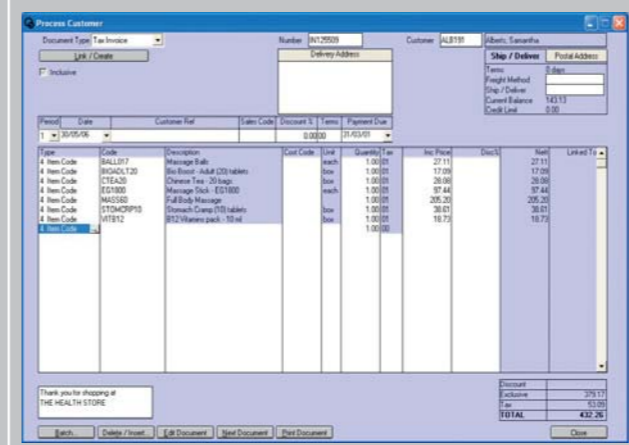 Process Customer
Document Type Tax Invoice Number IN125509 Customer ALB191 Alberts, Samantha
Link / Create Delivery Address Ship / Deliver Postal Address
Inclusive Terms 0 days
Freight Method
Ship / Deliver
Current Balance 143.13
Credit Limit 0.00
Period Date Customer Ref Sales Code Discount % Terms Payment Due
1 30/05/06 0.00 00 31/03/01
Type Code Description Cost Code Unit Quantity Tax Inc Price Disc% Nett Linked To
4 Item Code BALL017 Massage Balls each 1.00 01 27.11 27.11
4 Item Code BIOADLT20 Bio Boost - Adult (20) tablets box 1.00 01 17.09 17.09
4 Item Code CTEA20 Chinese Tea - 20 bags box 1.00 01 28.08 28.08
4 Item Code EG1800 Massage Stick - EG1800 each 1.00 01 97.44 97.44
4 Item Code MASS60 Full Body Massage 1.00 01 205.20 205.20
4 Item Code STOMCRP10 Stomach Cramp (10) tablets box 1.00 01 38.61 38.61
4 Item Code VITB12 B12 Vitamins pack - 10 ml box 1.00 01 18.73 18.73
4 Item Code 1.00 00
Thank you for shopping at
THE HEALTH STORE
Discount
Exclusive 379.17
Tax 53.09
TOTAL 432.26
Batch... Delete / Insert... Edit Document Next Document Print Document Close